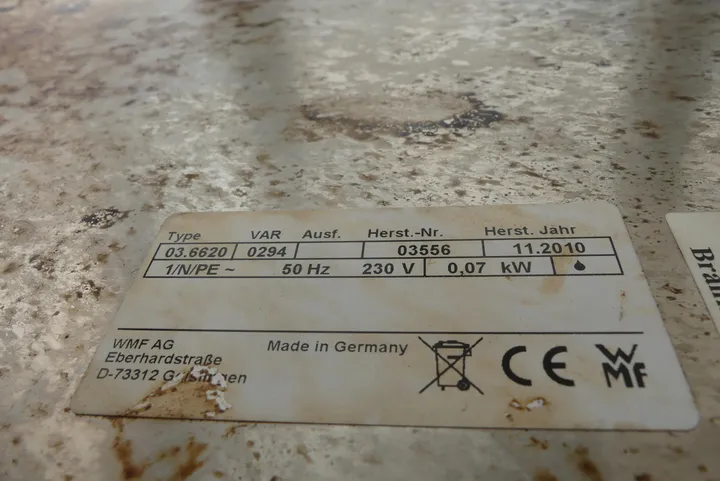 Type VAR Ausf. Herst.-Nr. Herst. Jahr
03.6620 0294 03556 11.2010
1/N/PE ~ 50 Hz 230 V 0,07 kW
WMF AG Made in Germany
Eberhardstraße
D-73312
CE
WMF